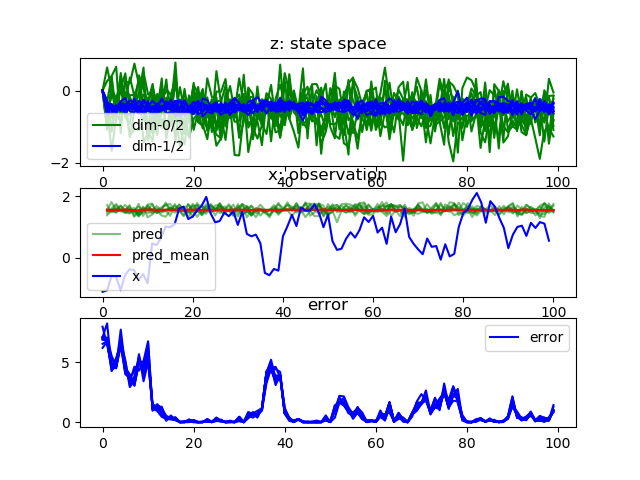 z: state space
0
−2
dim-0/2
dim-1/2
0
20
40
60
80
100
x: observation
2
0
pred
pred_mean
x
0
20
40
60
80
100
error
5
0
error
0
20
40
60
80
100